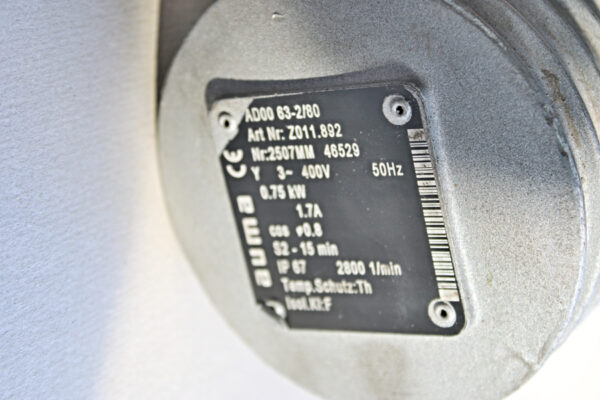 AD00 63-2/80
Art Nr: Z011.892
Nr:2507MM 46529
Y 3~ 400V 50Hz
0.75 kW
1.7A
cos φ0.8
S2 - 15 min
IP 67 2800 1/min
Temp.Schutz:Th
Isol.Kl:F
CE
auma